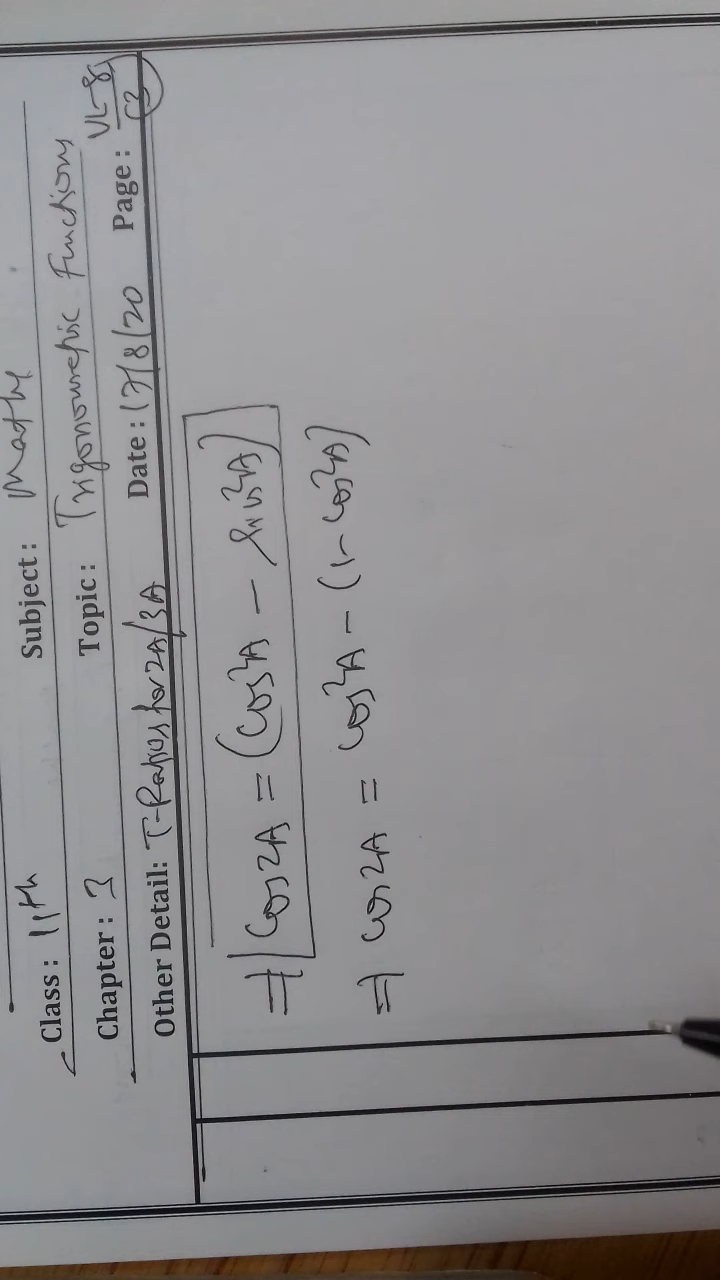 Class: 11th Subject: Maths
Chapter: 3 Topic: Trigonometric Functions
Other Detail: T-Ratios for 2A/3A Date: 17/8/20 Page: VL-8/
⇒ cos2A = (cos²A - sin²A)
⇒ cos2A = cos²A - (1-cos²A)